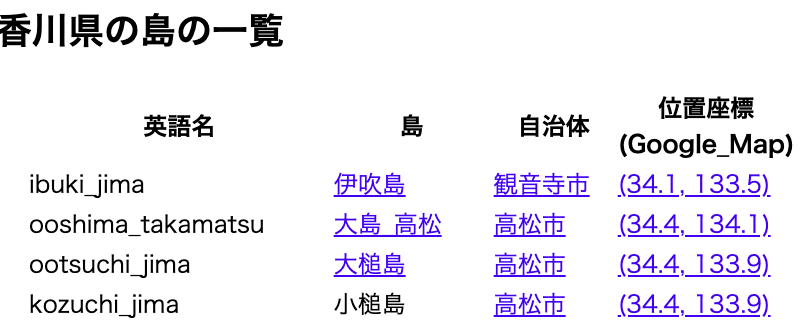 香川県の島の一覧
英語名 島 自治体 位置座標 (Google_Map)
ibuki_jima 伊吹島 観音寺市 (34.1, 133.5)
ooshima_takamatsu 大島_高松 高松市 (34.4, 134.1)
ootsuchi_jima 大槌島 高松市 (34.4, 133.9)
kozuchi_jima 小槌島 高松市 (34.4, 133.9)